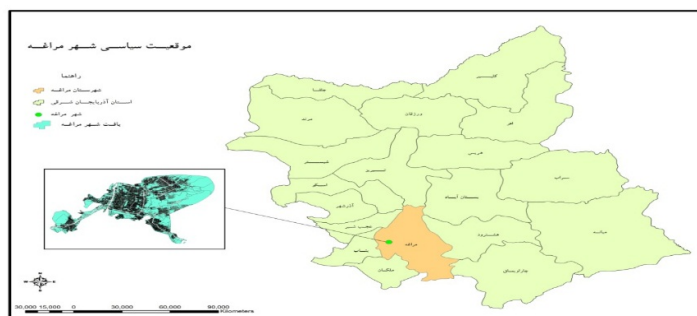 موقعیت سیاسی شهر مراغه
راهنما
شهرستان مراغه
استان آذربایجان شرقی
شهر مراغه
بافت شهر مراغه
کلیبر
جلفا
ورزقان
مرند
اهر
هریس
شبستر
تبریز
سراب
اسکو
بستان آباد
آذرشهر
میانه
عجب شیر
هشترود
مراغه
بناب
چاراویماق
ملکان
30,000 15,000 0 30,000 60,000 90,000
Kilometers